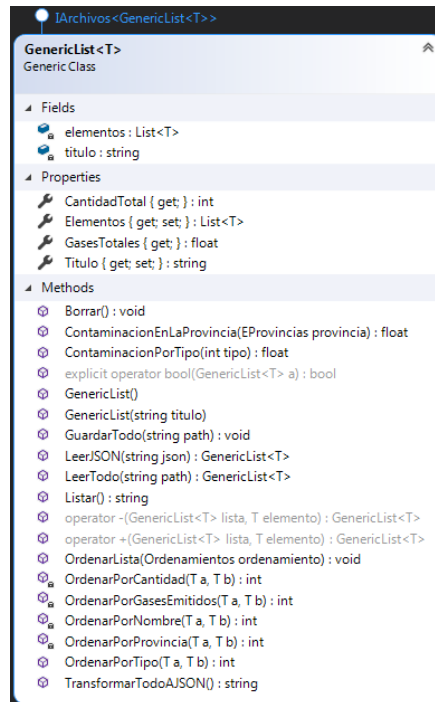 IArchivos<GenericList<T>>
GenericList<T>
Generic Class
Fields
elementos : List<T>
titulo : string
Properties
CantidadTotal { get; } : int
Elementos { get; set; } : List<T>
GasesTotales { get; } : float
Titulo { get; set; } : string
Methods
Borrar() : void
ContaminacionEnLaProvincia(EProvincias provincia) : float
ContaminacionPorTipo(int tipo) : float
explicit operator bool(GenericList<T> a) : bool
GenericList()
GenericList(string titulo)
GuardarTodo(string path) : void
LeerJSON(string json) : GenericList<T>
LeerTodo(string path) : GenericList<T>
Listar() : string
operator -(GenericList<T> lista, T elemento) : GenericList<T>
operator +(GenericList<T> lista, T elemento) : GenericList<T>
OrdenarLista(Ordenamientos ordenamiento) : void
OrdenarPorCantidad(T a, T b) : int
OrdenarPorGasesEmitidos(T a, T b) : int
OrdenarPorNombre(T a, T b) : int
OrdenarPorProvincia(T a, T b) : int
OrdenarPorTipo(T a, T b) : int
TransformarTodoAJSON() : string